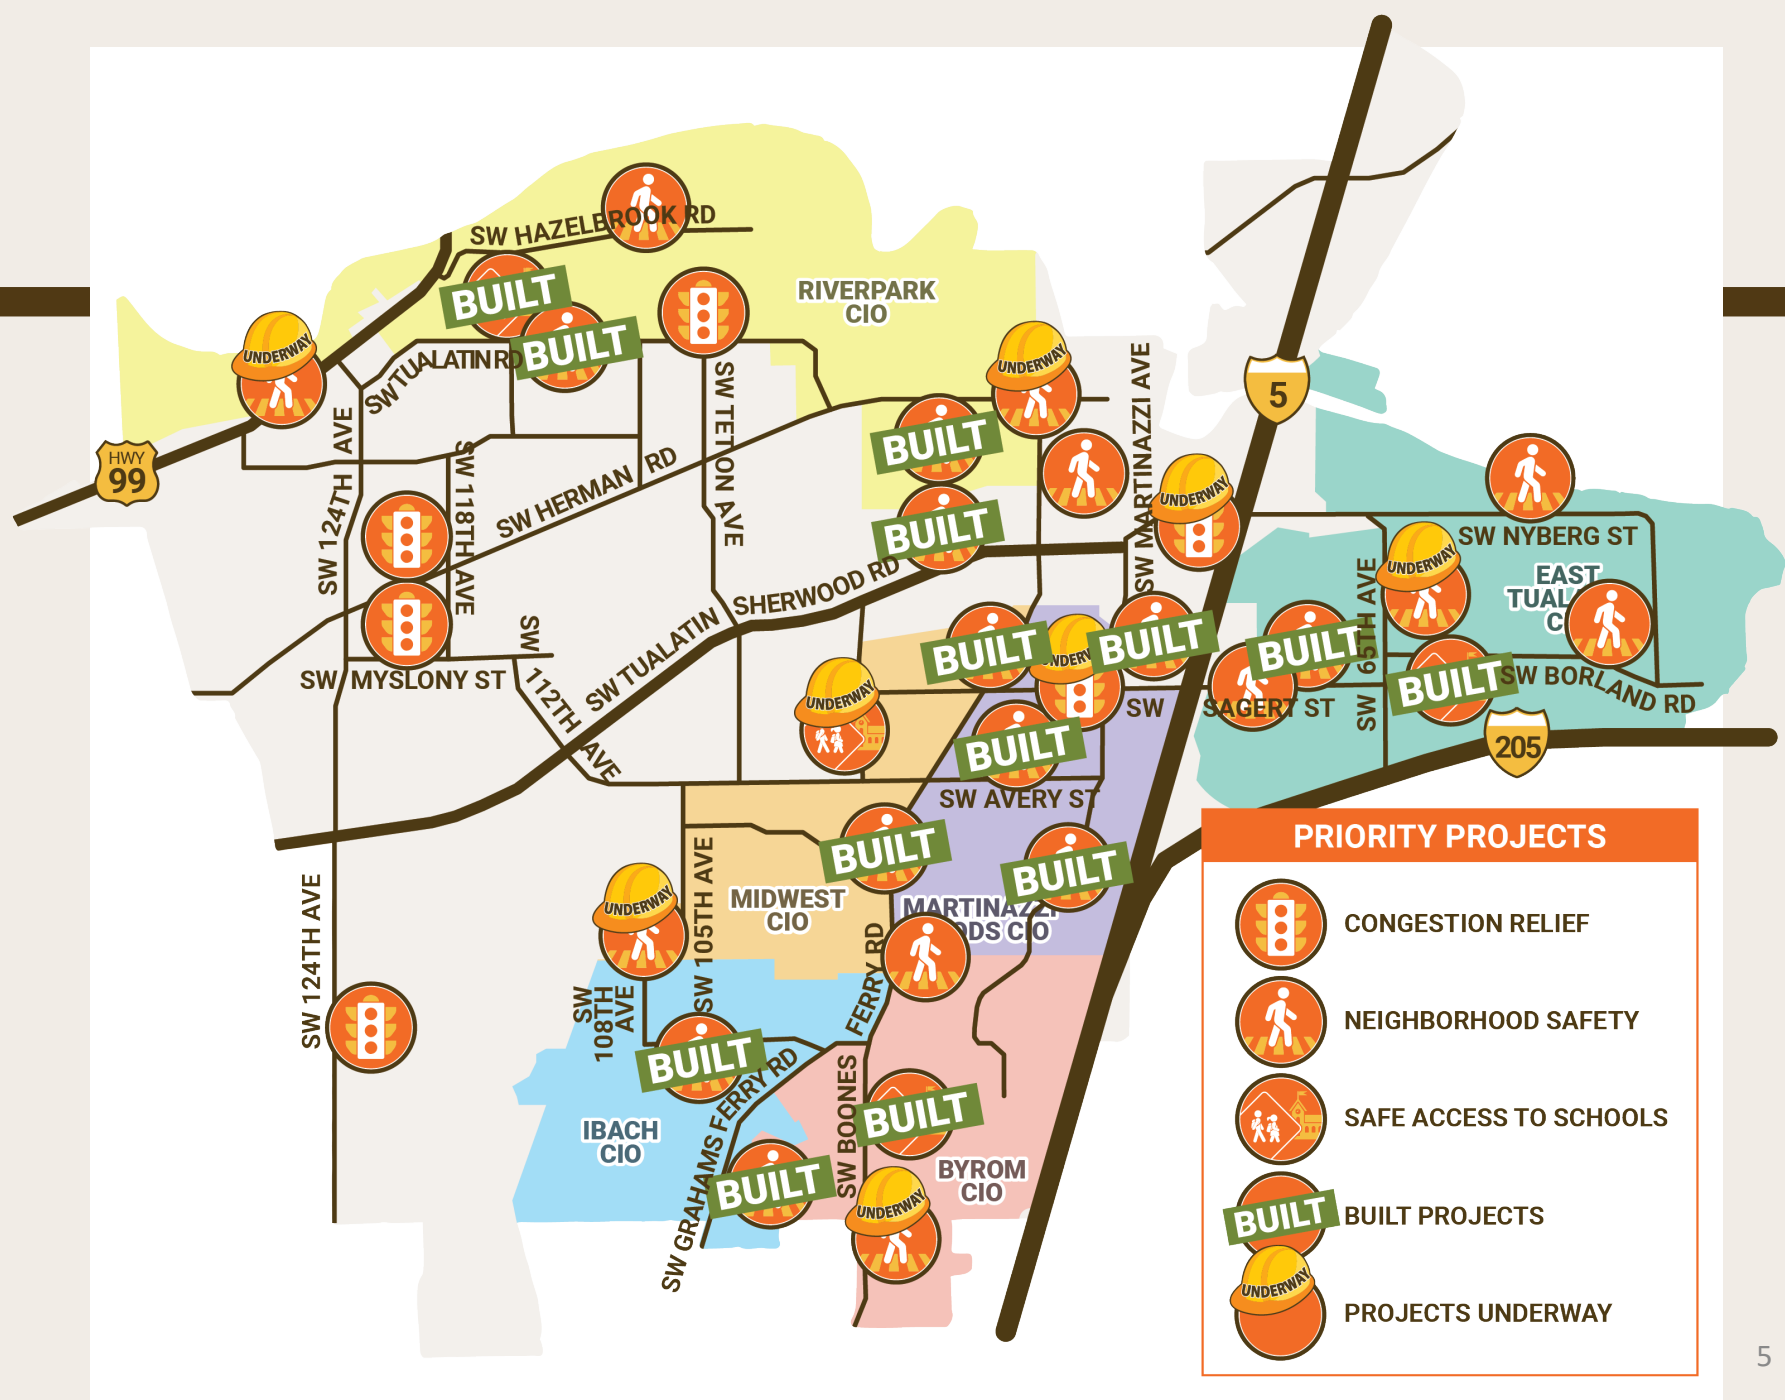 SW HAZELBROOK RD
BUILT
RIVERPARK
CIO
UNDERWAY
BUILT
SW TUALATIN RD
UNDERWAY
SW TETON AVE
SW MARTINAZZI AVE
5
HWY
99
SW 124TH AVE
SW 118TH AVE
SW HERMAN RD
BUILT
UNDERWAY
BUILT
SW NYBERG ST
UNDERWAY
EAST
SW 65TH AVE
SW TUALATIN SHERWOOD RD
SW 112TH AVE
BUILT
BUILT
BUILT
SW MYSLONY ST
UNDERWAY
BUILT
SW BORLAND RD
SW SAGERT ST
205
BUILT
SW AVERY ST
BUILT
BUILT
SW 105TH AVE
MIDWEST
CIO
MARTINAZZI
CIO
UNDERWAY
SW 124TH AVE
SW
108TH
AVE
BUILT
SW BOONES FERRY RD
SW GRAHAMS FERRY RD
BUILT
IBACH
CIO
BYROM
CIO
BUILT
UNDERWAY
PRIORITY PROJECTS
CONGESTION RELIEF
NEIGHBORHOOD SAFETY
SAFE ACCESS TO SCHOOLS
BUILT
BUILT PROJECTS
UNDERWAY
PROJECTS UNDERWAY
5